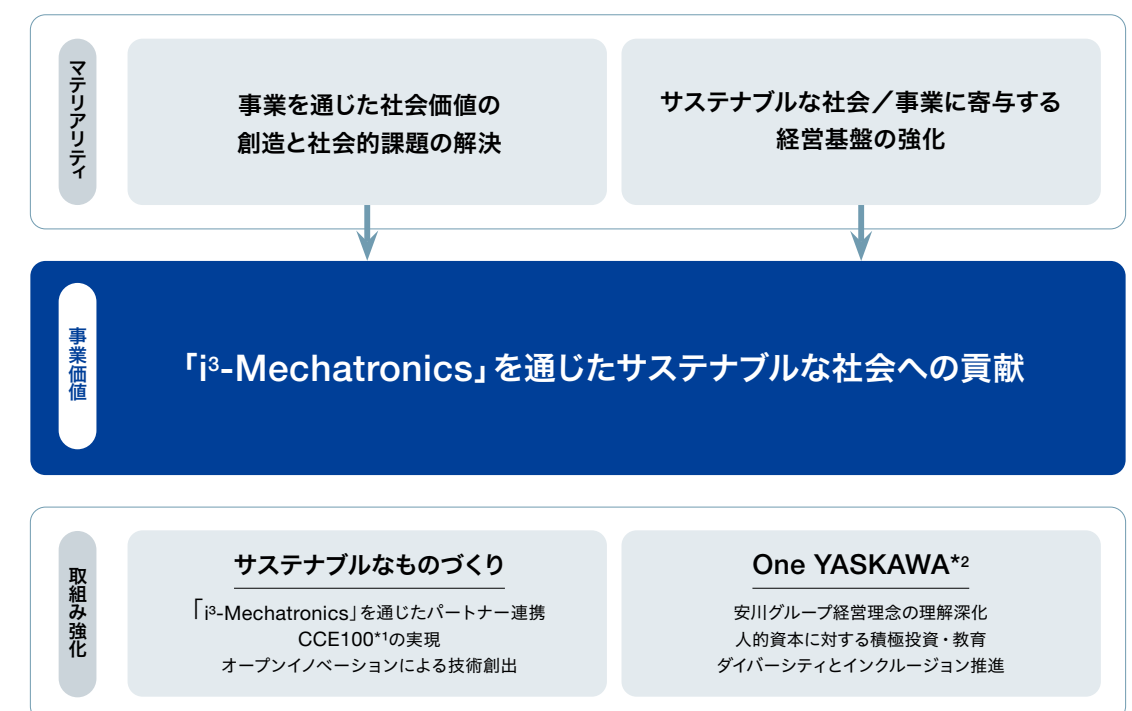 マテリアリティ
事業を通じた社会価値の
創造と社会的課題の解決
サステナブルな社会／事業に寄与する
経営基盤の強化
事業価値
「i³-Mechatronics」を通じたサステナブルな社会への貢献
取組み強化
サステナブルなものづくり
「i³-Mechatronics」を通じたパートナー連携
CCE100*1の実現
オープンイノベーションによる技術創出
One YASKAWA*2
安川グループ経営理念の理解深化
人的資本に対する積極投資・教育
ダイバーシティとインクルージョン推進